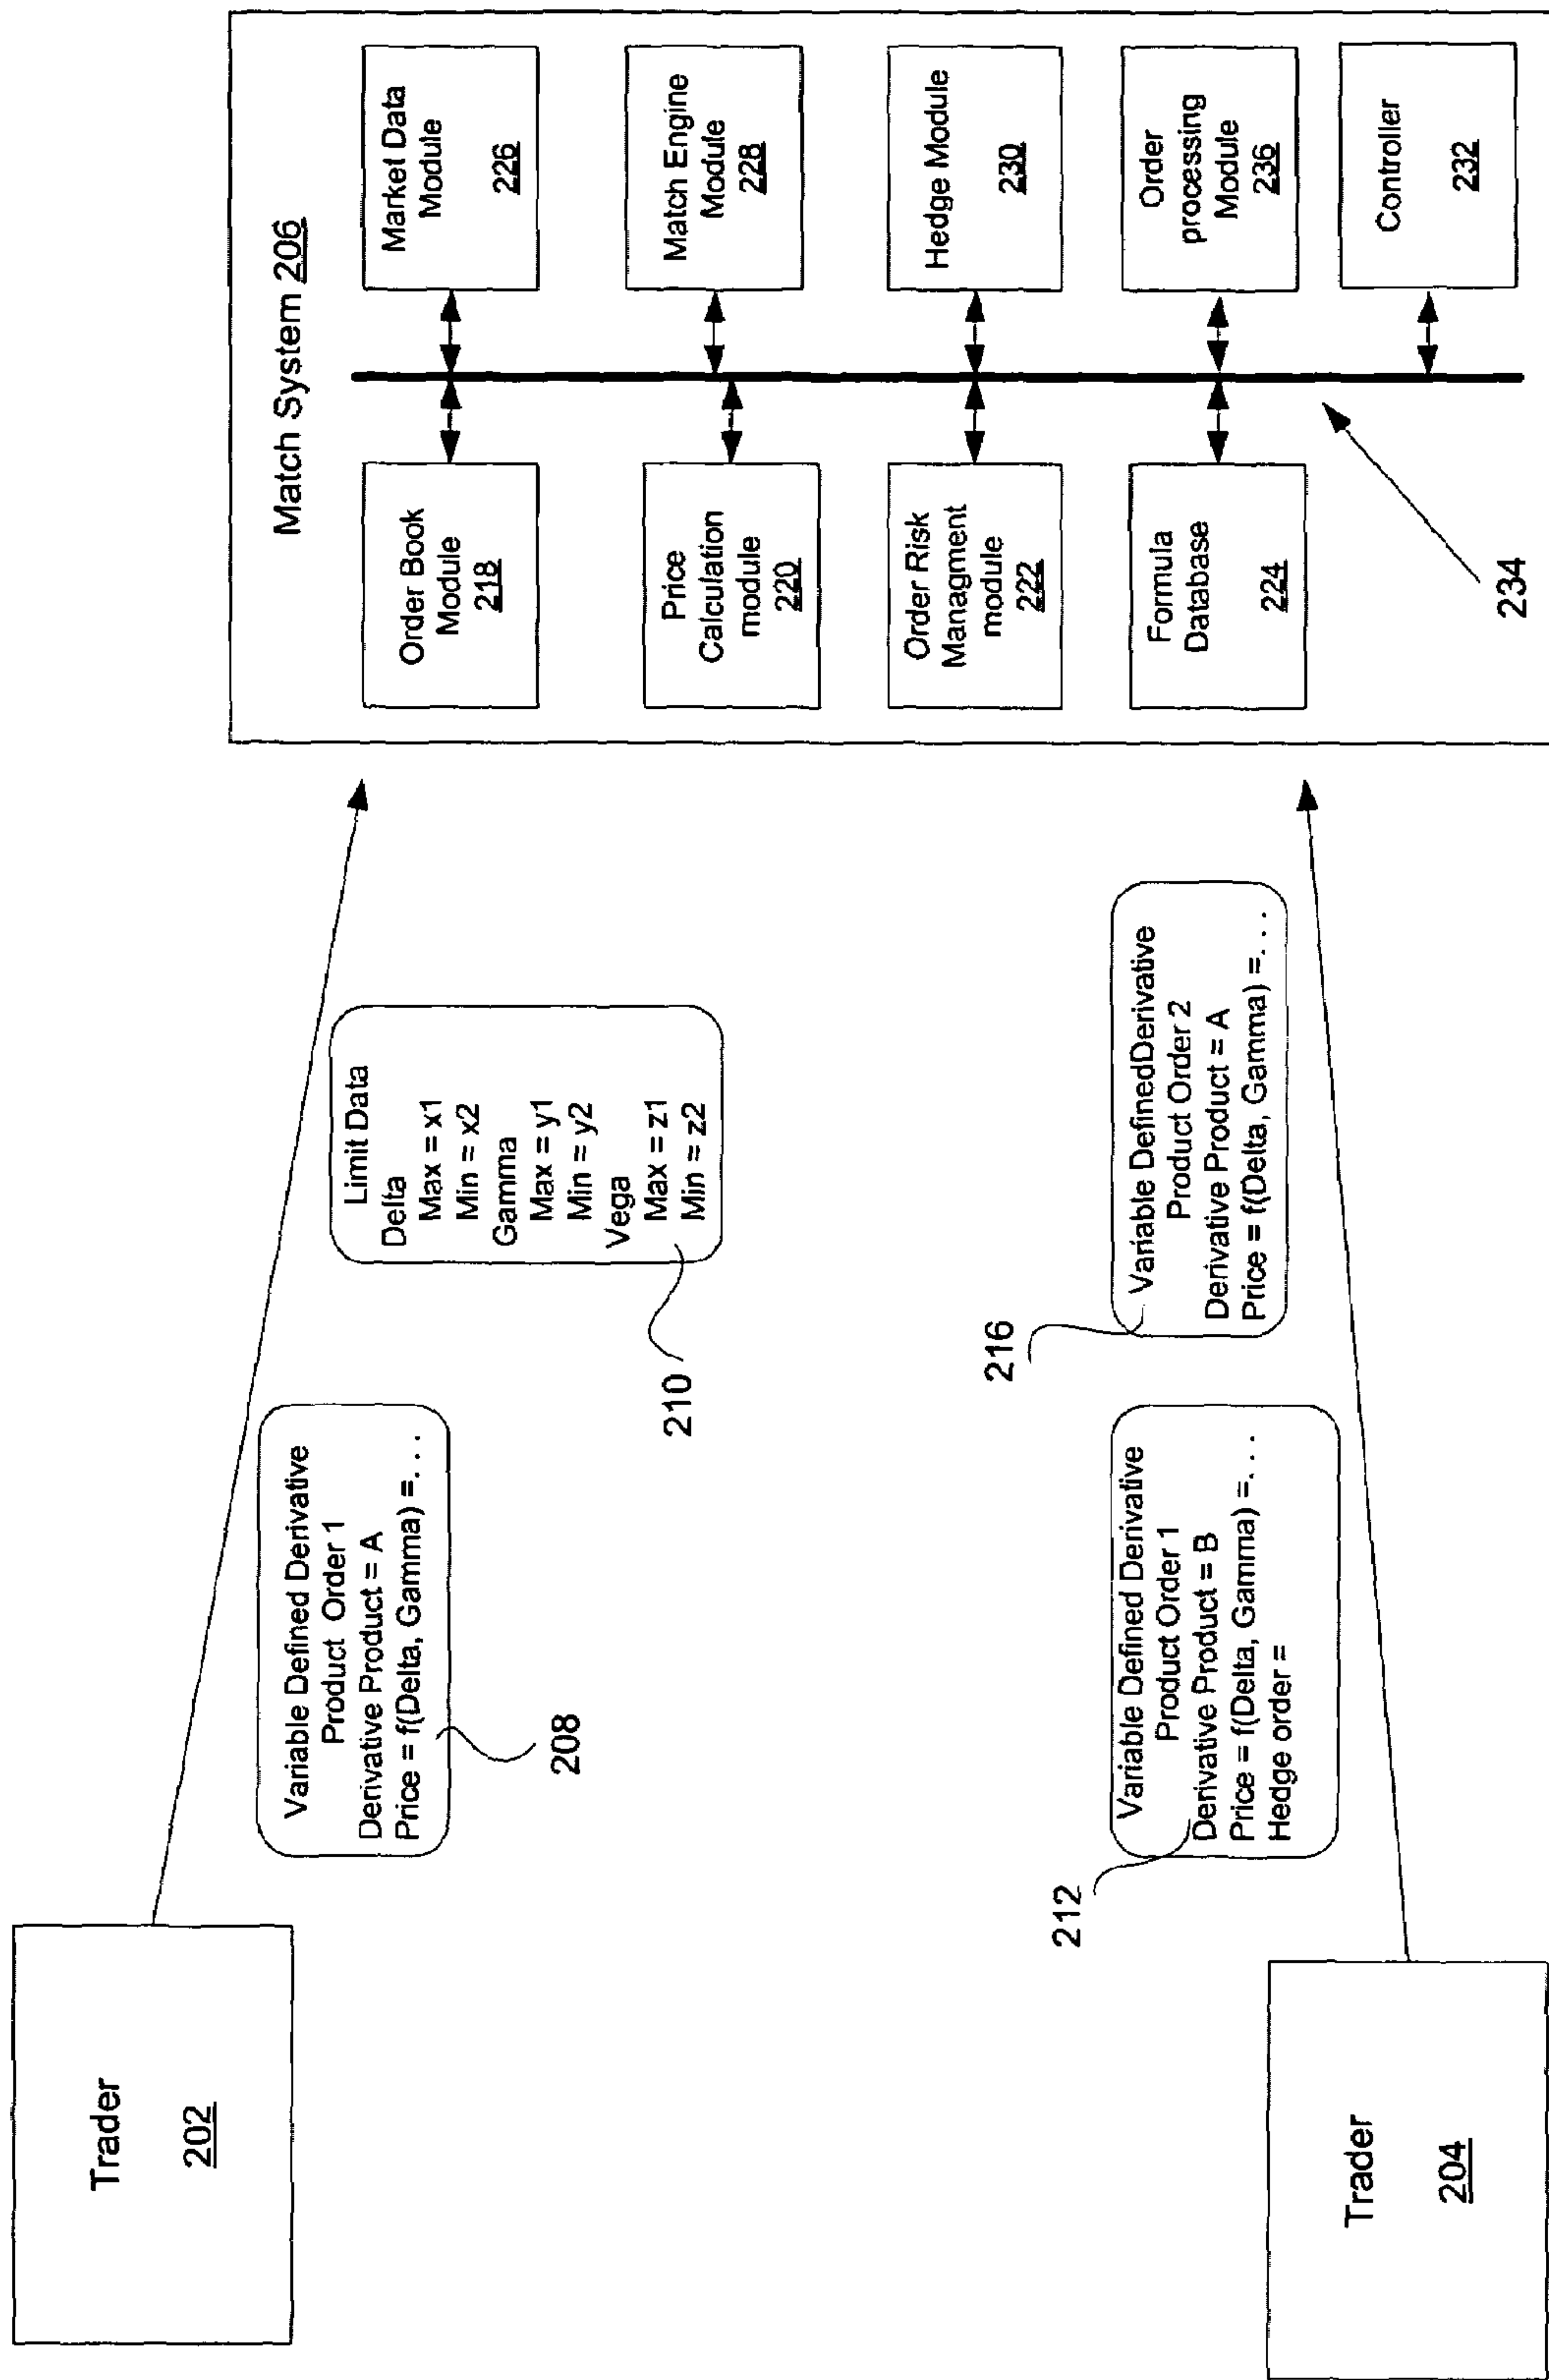 Trader
202
Variable Defined Derivative
Product Order 1
Derivative Product = A
Price = f(Delta, Gamma) =. . .
208
Limit Data
Delta
Max = x1
Min = x2
Gamma
Max = y1
Min = y2
Vega
Max = z1
Min = z2
210
Trader
204
212
Variable Defined Derivative
Product Order 1
Derivative Product = B
Price = f(Delta, Gamma) =. . .
Hedge order =
216
Variable DefinedDerivative
Product Order 2
Derivative Product = A
Price = f((Delta, Gamma) =. . .
Match System 206
Order Book
Module
218
Price
Calculation
module
220
Order Risk
Managment
module
222
Formula
Database
224
Market Data
Module
226
Match Engine
Module
228
Hedge Module
230
Order
processing
Module
236
Controller
232
234